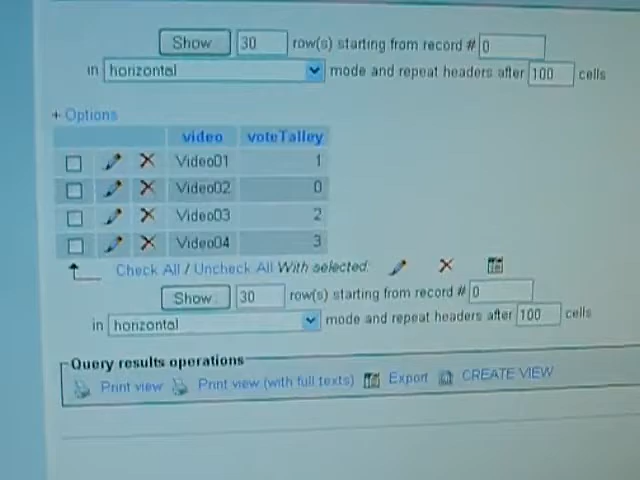 Show 30 row(s) starting from record # 0
in horizontal mode and repeat headers after 100 cells
+ Options
video voteTalley
Video01 1
Video02 0
Video03 2
Video04 3
Check All / Uncheck All With selected:
Show 30 row(s) starting from record # 0
in horizontal mode and repeat headers after 100 cells
Query results operations
Print view Print view (with full texts) Export CREATE VIEW